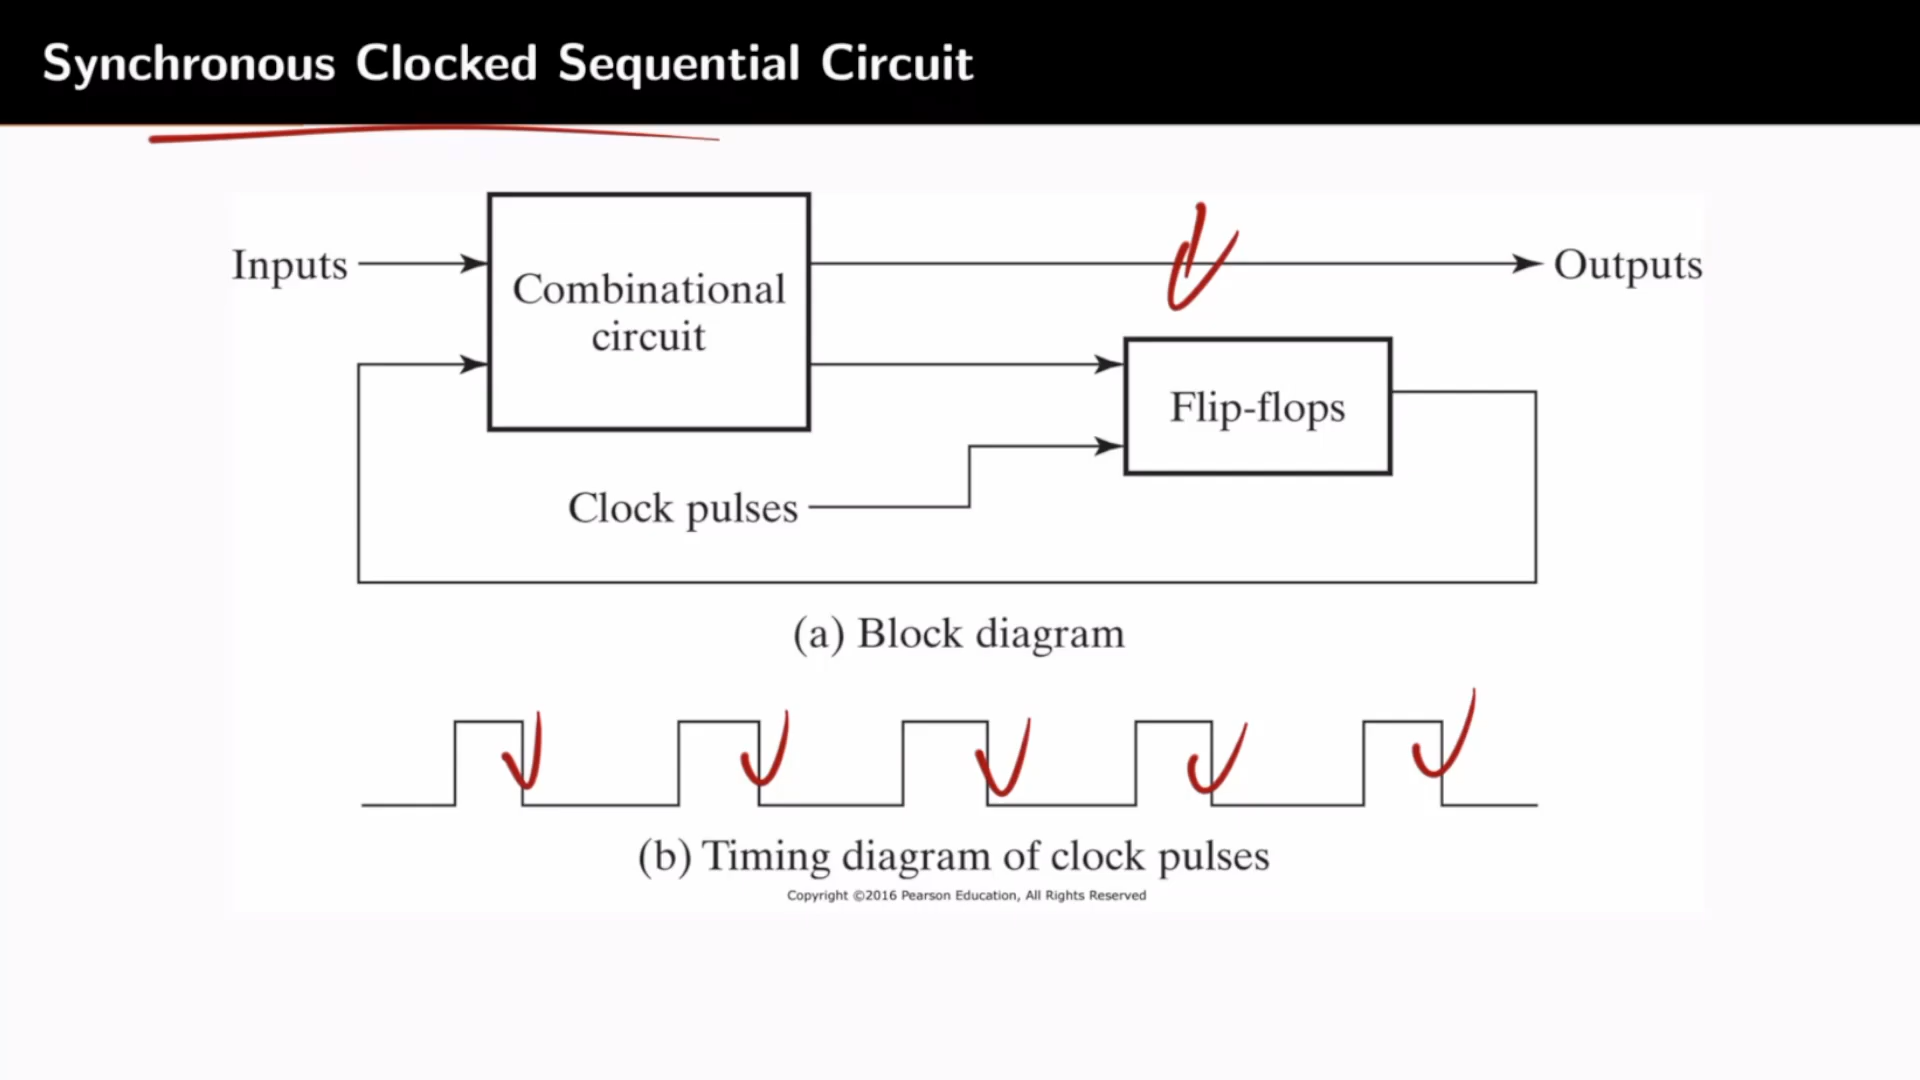 Synchronous Clocked Sequential Circuit
Inputs
Combinational
circuit
Outputs
Flip-flops
Clock pulses
(a) Block diagram
(b) Timing diagram of clock pulses
Copyright ©2016 Pearson Education, All Rights Reserved